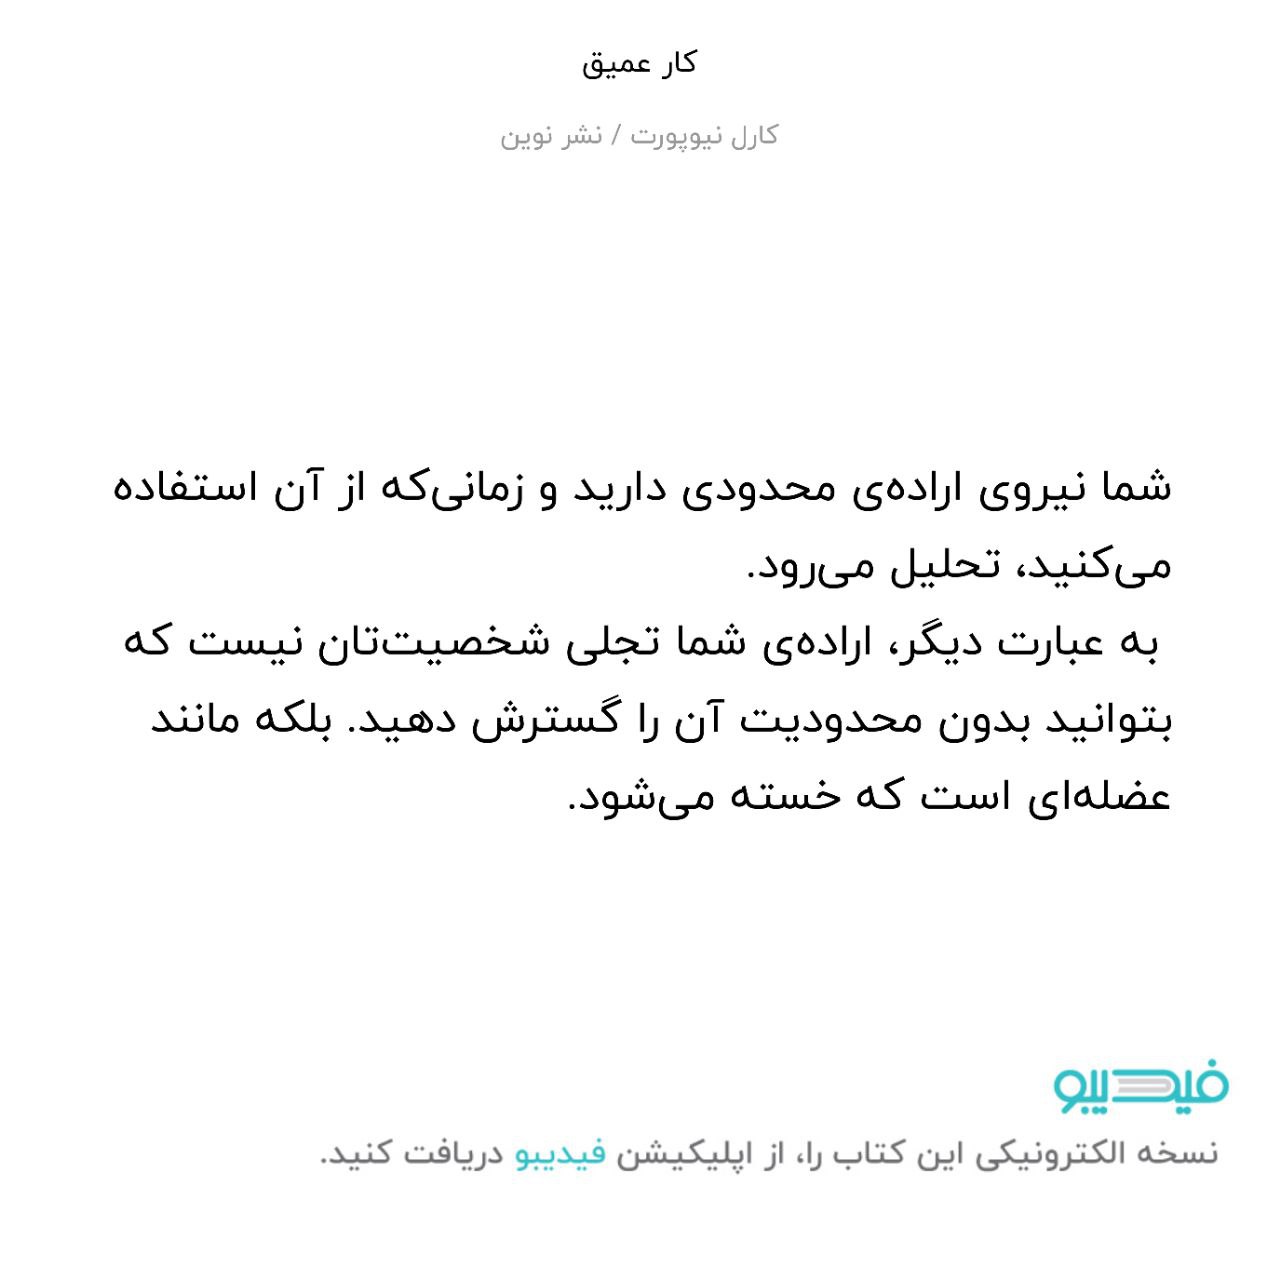 کار عمیق
کارل نیوپورت / نشر نوین
شما نیروی اراده‌ی محدودی دارید و زمانی‌که از آن استفاده
می‌کنید، تحلیل می‌رود.
به عبارت دیگر، اراده‌ی شما تجلی شخصیت‌تان نیست که
بتوانید بدون محدودیت آن را گسترش دهید. بلکه مانند
عضله‌ای است که خسته می‌شود.
فیدیبو
نسخه الکترونیکی این کتاب را، از اپلیکیشن فیدیبو دریافت کنید.